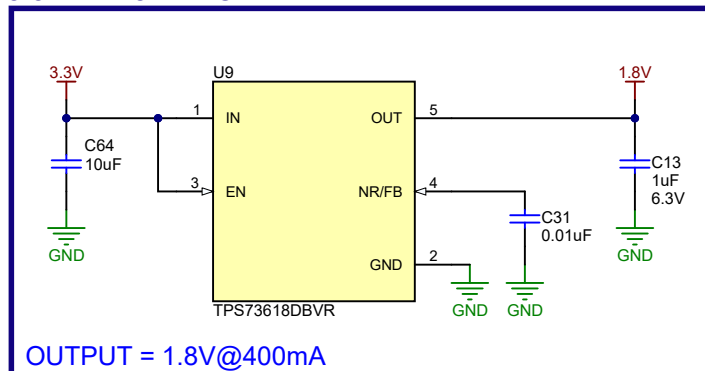 3.3V
U9
1.8V
1
IN
OUT
5
C64
10uF
C13
1uF
6.3V
3
EN
NR/FB
4
C31
0.01uF
GND
2
GND
GND
GND
GND
TPS73618DBVR
OUTPUT = 1.8V@400mA